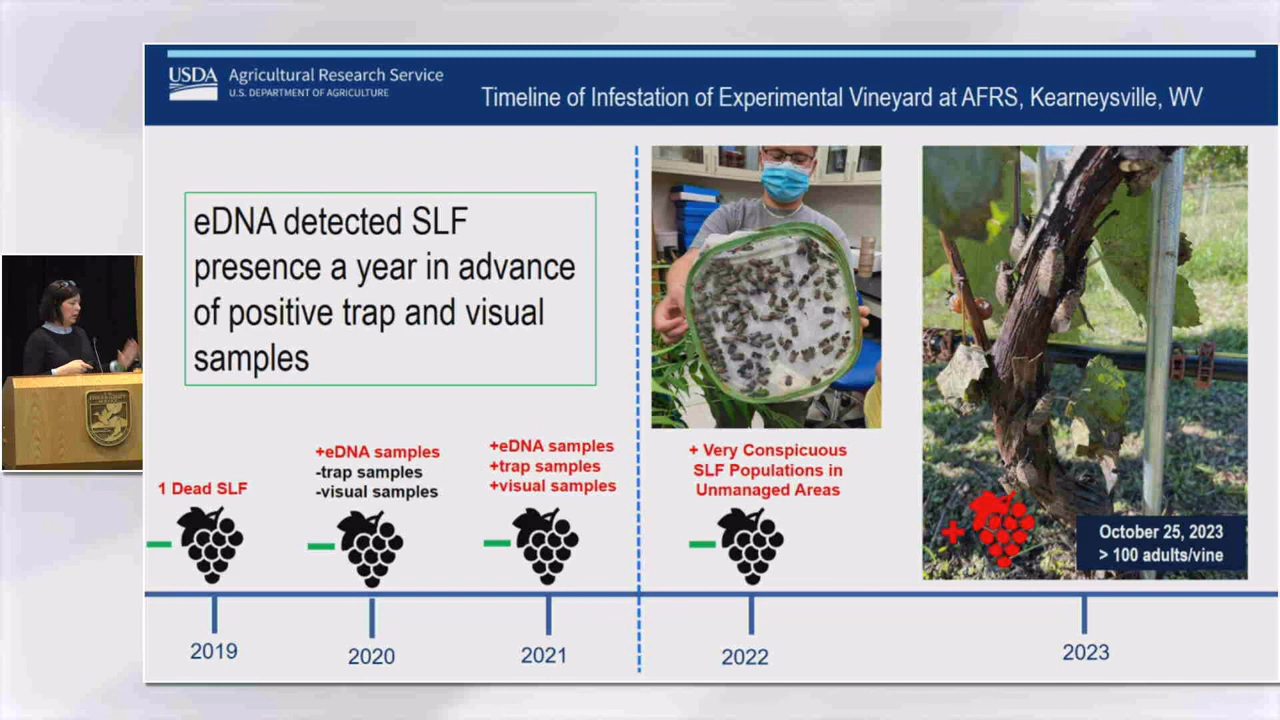 USDA
Agricultural Research Service
U.S. DEPARTMENT OF AGRICULTURE
Timeline of Infestation of Experimental Vineyard at AFRS, Kearneysville, WV
eDNA detected SLF
presence a year in advance
of positive trap and visual
samples
1 Dead SLF
+eDNA samples
-trap samples
-visual samples
+eDNA samples
+trap samples
+visual samples
+ Very Conspicuous
SLF Populations in
Unmanaged Areas
October 25, 2023
> 100 adults/vine
2019
2020
2021
2022
2023